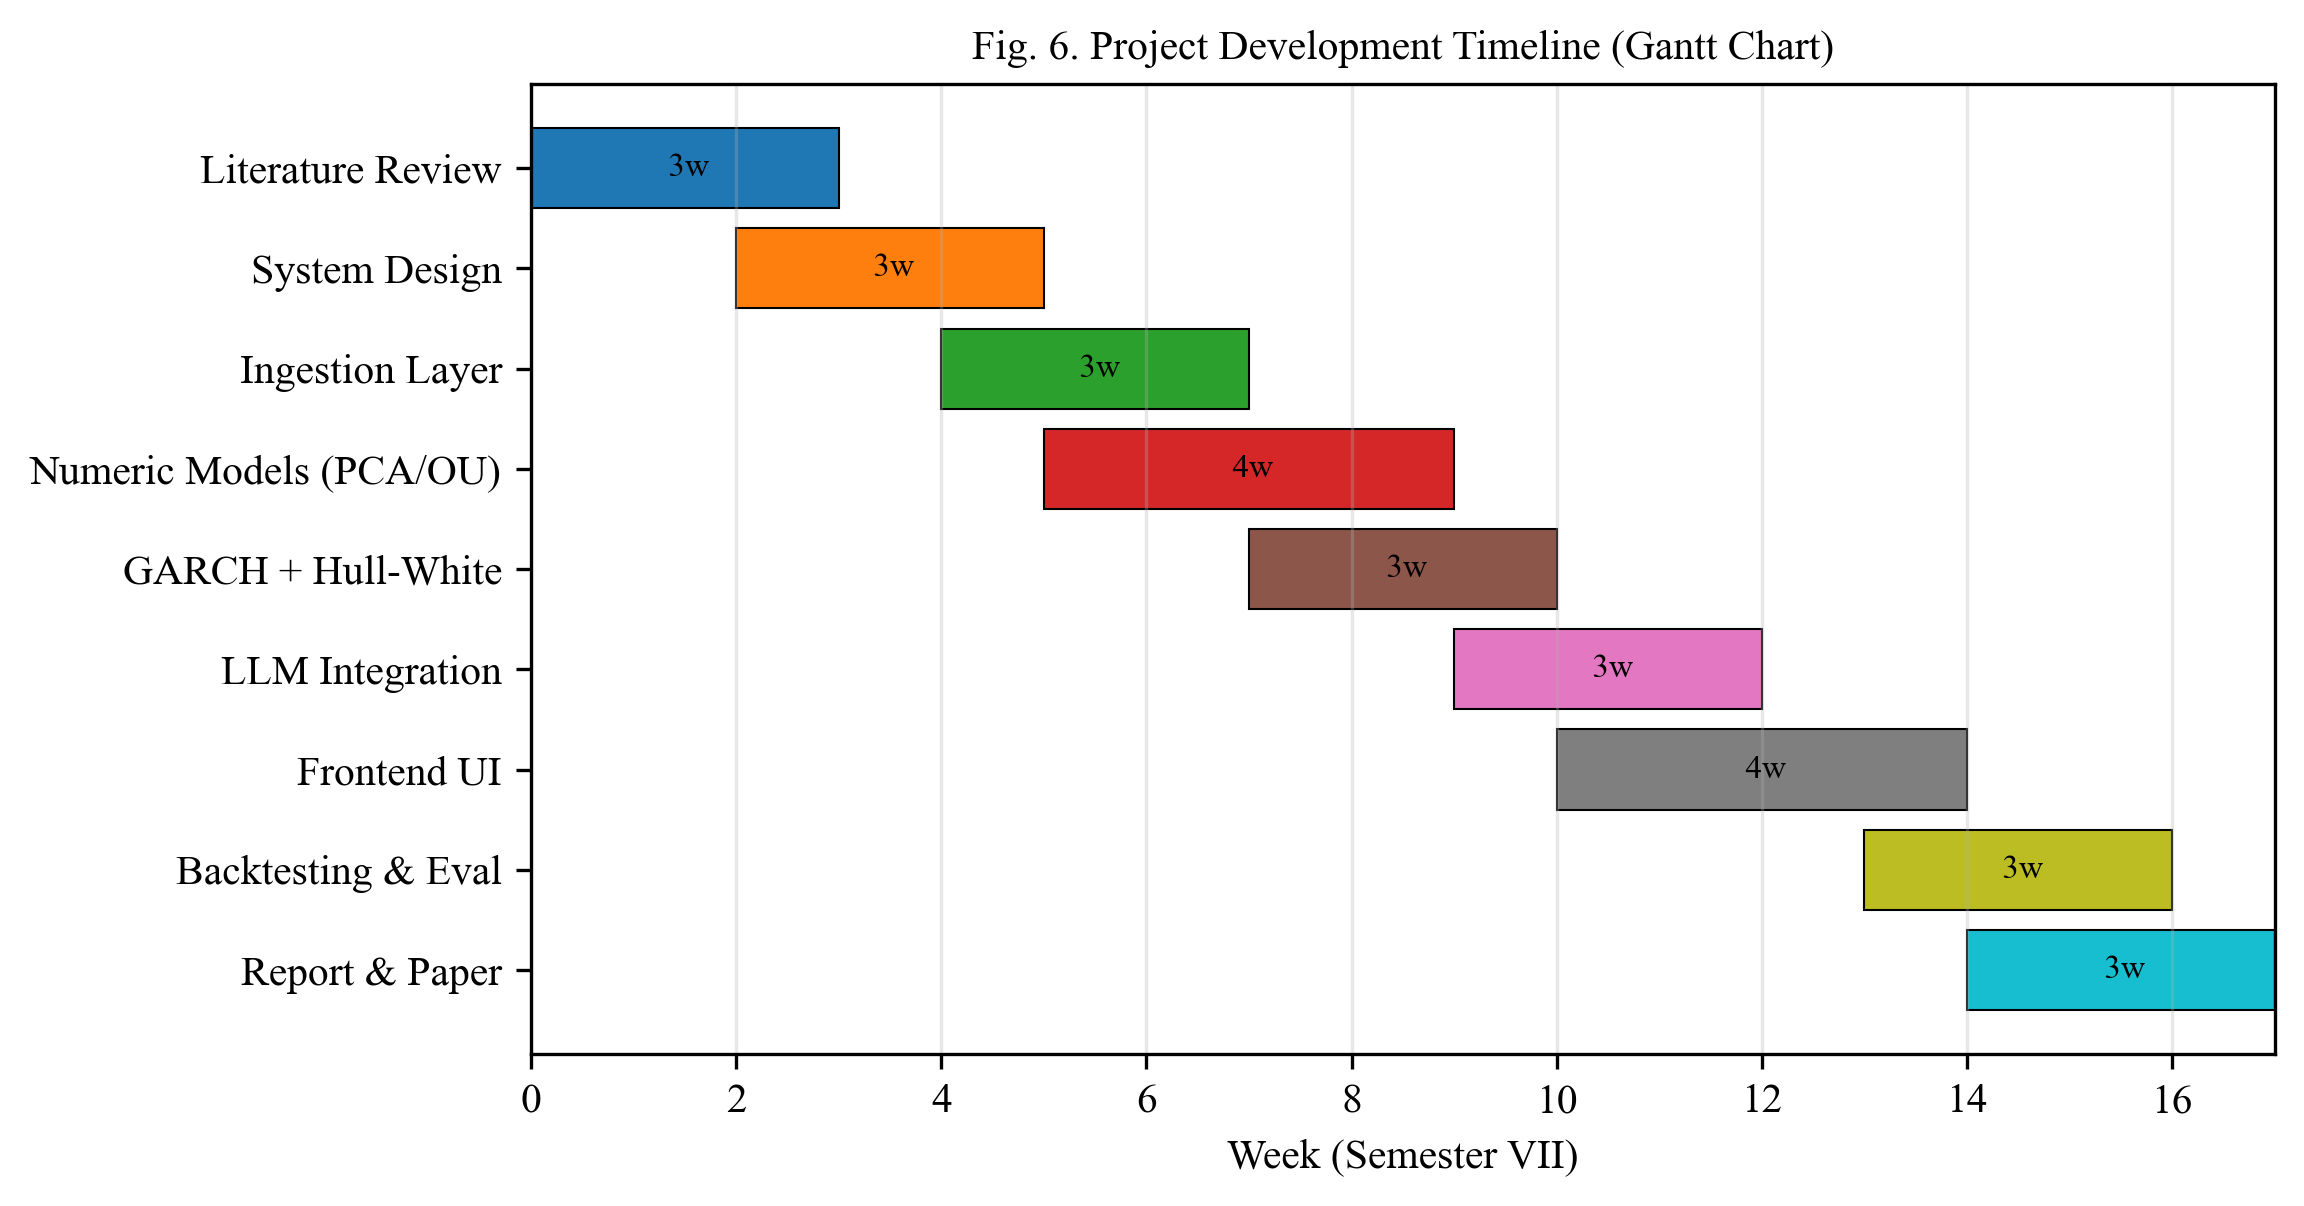 Fig. 6. Project Development Timeline (Gantt Chart)
Literature Review
3w
System Design
3w
Ingestion Layer
3w
Numeric Models (PCA/OU)
4w
GARCH + Hull-White
3w
LLM Integration
3w
Frontend UI
4w
Backtesting & Eval
3w
Report & Paper
3w
0 2 4 6 8 10 12 14 16
Week (Semester VII)